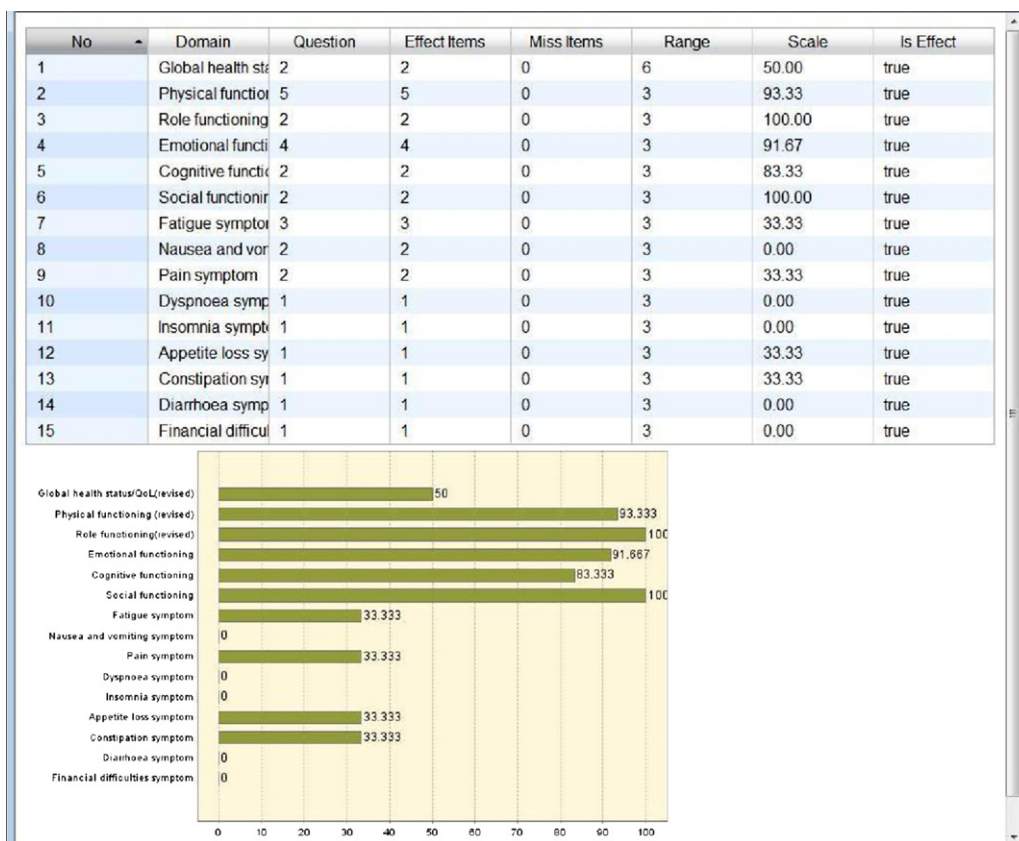 No Domain Question Effect Items Miss Items Range Scale Is Effect
1 Global health sta 2 2 0 6 50.00 true
2 Physical function 5 5 0 3 93.33 true
3 Role functioning 2 2 0 3 100.00 true
4 Emotional functi 4 4 0 3 91.67 true
5 Cognitive functio 2 2 0 3 83.33 true
6 Social functionin 2 2 0 3 100.00 true
7 Fatigue symptor 3 3 0 3 33.33 true
8 Nausea and vor 2 2 0 3 0.00 true
9 Pain symptom 2 2 0 3 33.33 true
10 Dyspnoea symp 1 1 0 3 0.00 true
11 Insomnia sympt 1 1 0 3 0.00 true
12 Appetite loss sy 1 1 0 3 33.33 true
13 Constipation syr 1 1 0 3 33.33 true
14 Diarrhoea symp 1 1 0 3 0.00 true
15 Financial difficul 1 1 0 3 0.00 true
Global health status/QoL(revised) 50
Physical functioning (revised) 93.333
Role functioning(revised) 100
Emotional functioning 91.667
Cognitive functioning 83.333
Social functioning 100
Fatigue symptom 33.333
Nausea and vomiting symptom 0
Pain symptom 33.333
Dyspnoea symptom 0
Insomnia symptom 0
Appetite loss symptom 33.333
Constipation symptom 33.333
Diarrhoea symptom 0
Financial difficulties symptom 0
0 10 20 30 40 50 60 70 80 90 100